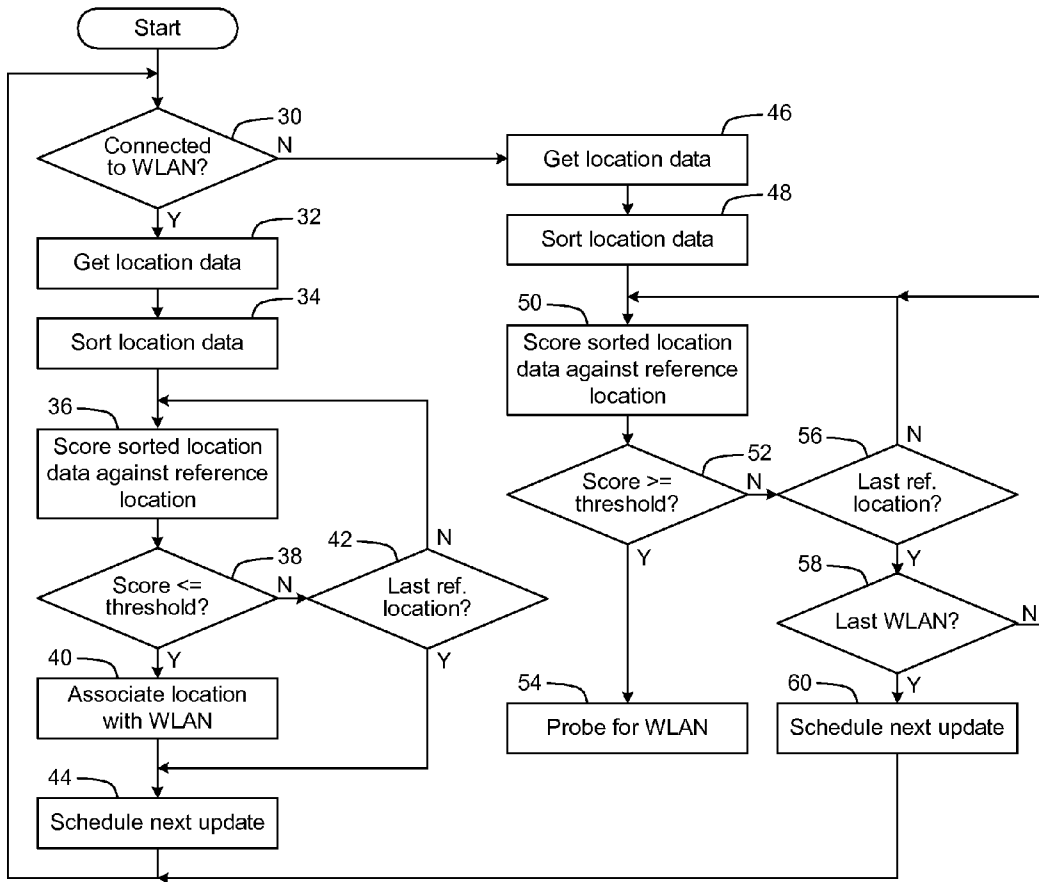 Start
30
Connected
to WLAN?
N
Y
32
Get location data
34
Sort location data
36
Score sorted location
data against reference
location
38
Score <=
threshold?
N
Y
42
Last ref.
location?
N
Y
40
Associate location
with WLAN
44
Schedule next update
46
Get location data
48
Sort location data
50
Score sorted location
data against reference
location
52
Score >=
threshold?
N
Y
54
Probe for WLAN
56
Last ref.
location?
N
Y
58
Last WLAN?
N
Y
60
Schedule next update